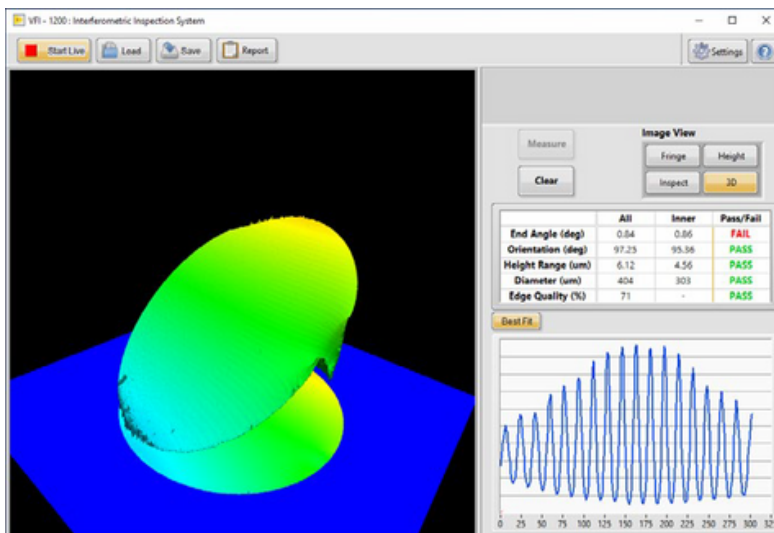 VFI - 1200 : Interferometric Inspection System
Start Live Load Save Report Settings ?
Image View
Measure Fringe Height
Clear Inspect 3D
All Inner Pass/Fail
End Angle (deg) 0.84 0.86 FAIL
Orientation (deg) 97.25 95.36 PASS
Height Range (um) 6.12 4.56 PASS
Diameter (um) 404 303 PASS
Edge Quality (%) 71 - PASS
Best Fit
0 25 50 75 100 125 150 175 200 225 250 275 300 325